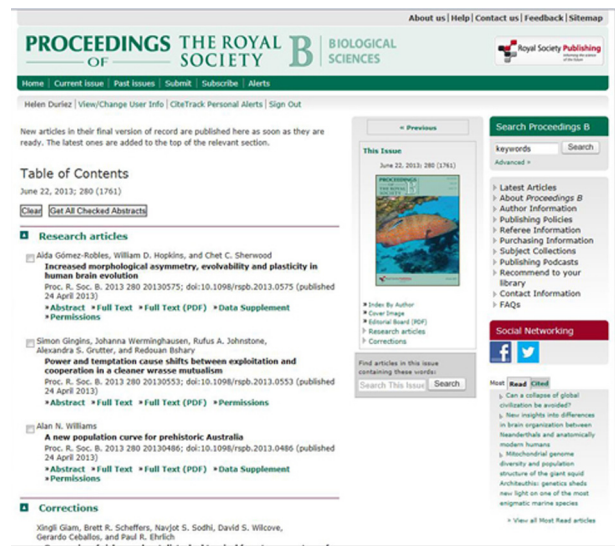 About us | Help | Contact us | Feedback | Sitemap
PROCEEDINGS
OF
THE ROYAL
SOCIETY
B
BIOLOGICAL
SCIENCES
Royal Society Publishing
Home | Current issue | Past issues | Submit | Subscribe | Alerts
Helen Duriez | View/Change User Info | CiteTrack Personal Alerts | Sign Out
New articles in their final version of record are published here as soon as they are
ready. The latest ones are added to the top of the relevant section.
Table of Contents
June 22, 2013; 280 (1761)
Clear
Get All Checked Abstracts
Research articles
Aida Gómez-Robles, William D. Hopkins, and Chet C. Sherwood
Increased morphological asymmetry, evolvability and plasticity in
human brain evolution
Proc. R. Soc. B. 2013 280 20130575; doi:10.1098/rspb.2013.0575 (published
24 April 2013)
» Abstract » Full Text » Full Text (PDF) » Data Supplement
» Permissions
Simon Gingins, Johanna Werminghausen, Rufus A. Johnstone,
Alexandra S. Grutter, and Redouan Bshary
Power and temptation cause shifts between exploitation and
cooperation in a cleaner wrasse mutualism
Proc. R. Soc. B. 2013 280 20130553; doi:10.1098/rspb.2013.0553 (published
24 April 2013)
» Abstract » Full Text » Full Text (PDF) » Permissions
Alan N. Williams
A new population curve for prehistoric Australia
Proc. R. Soc. B. 2013 280 20130486; doi:10.1098/rspb.2013.0486 (published
24 April 2013)
» Abstract » Full Text » Full Text (PDF) » Data Supplement
» Permissions
Corrections
Xingli Giam, Brett R. Scheffers, Navjot S. Sodhi, David S. Wilcove,
Gerardo Ceballos, and Paul R. Ehrlich
« Previous
This Issue
June 22, 2013; 280 (1761)
PROCEEDINGS
B
» Index By Author
» Cover Image
» Editorial Board (PDF)
Research articles
Corrections
Find articles in this issue
containing these words:
Search This Issue
Search
Search Proceedings B
keywords
Search
Advanced »
Latest Articles
About Proceedings B
Author Information
Publishing Policies
Referee Information
Purchasing Information
Subject Collections
Publishing Podcasts
Recommend to your
library
Contact Information
FAQs
Social Networking
f
Most Read Cited
Can a collapse of global
civilization be avoided?
New insights into differences
in brain organization between
Neanderthals and anatomically
modern humans
Mitochondrial genome
diversity and population
structure of the giant squid
Architeuthis: genetics sheds
new light on one of the most
enigmatic marine species
» View all Most Read articles